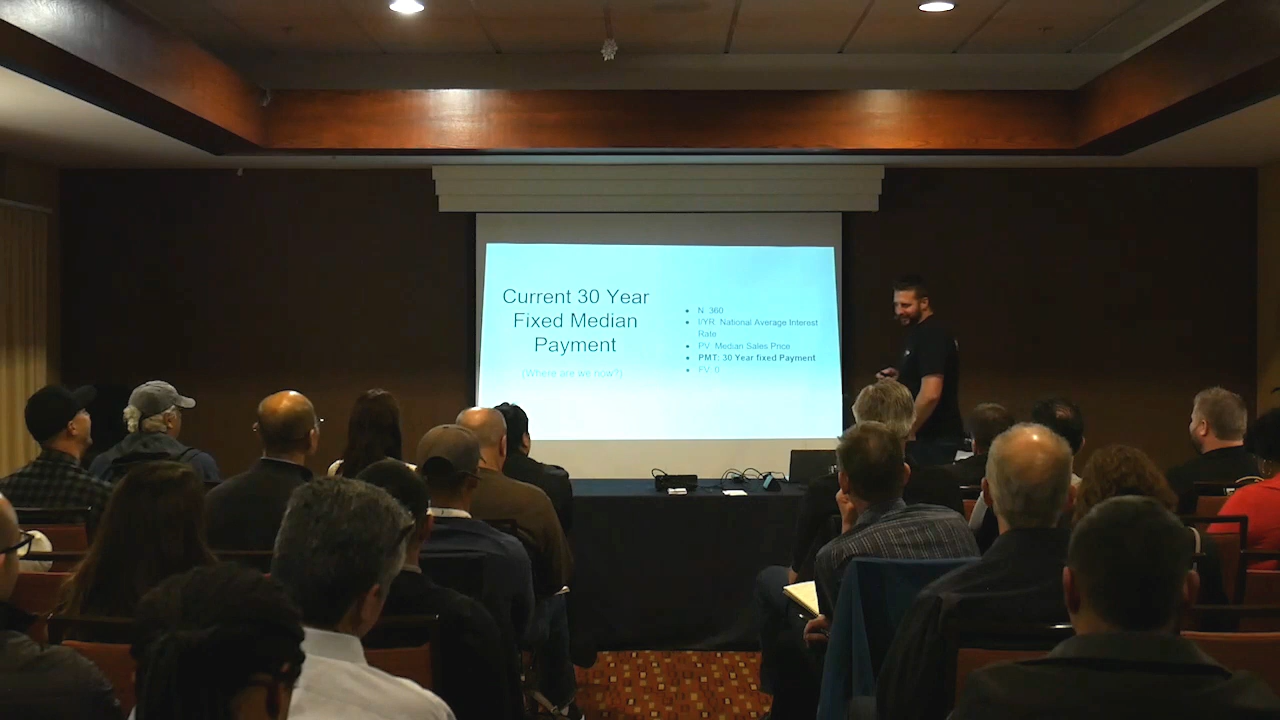 Current 30 Year
Fixed Median
Payment
(Where are we now?)
• N: 360
• I/YR: National Average Interest
Rate
• PV: Median Sales Price
• PMT: 30 Year fixed Payment
• FV: 0